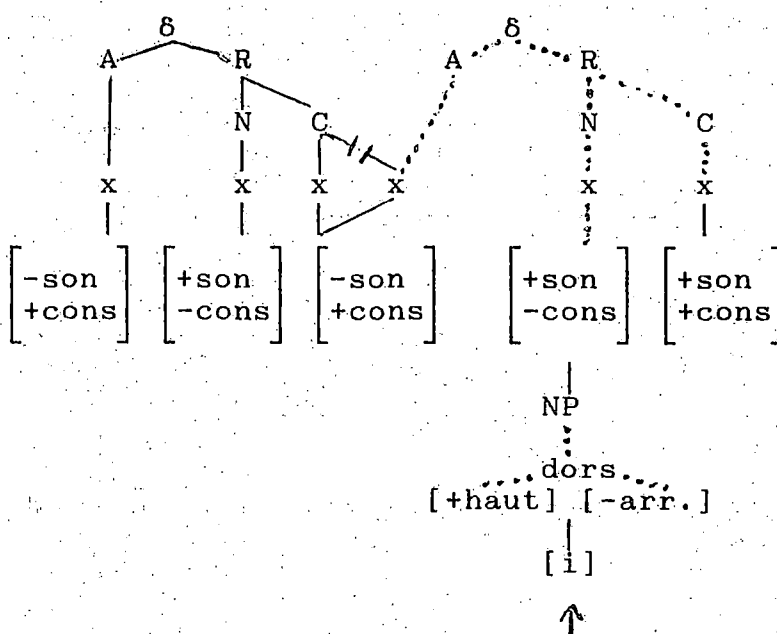 δ δ
A R A R
N C N C
x x x x x x
[-son [+son [-son [+son [+son
+cons] -cons] +cons] -cons] +cons]
NP
dors
[+haut] [-arr.]
[i]